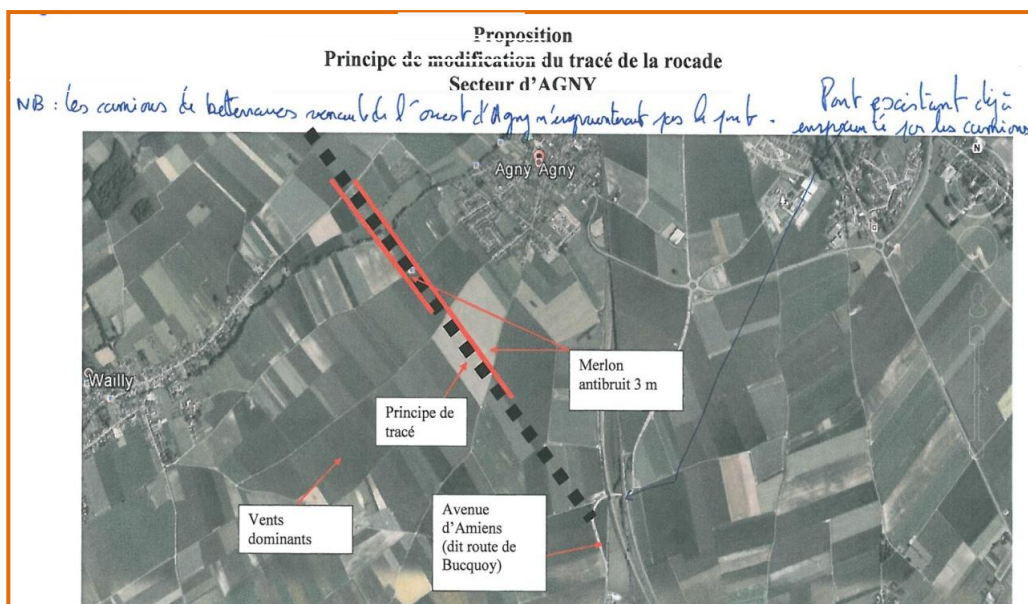 Proposition
Principe de modification du tracé de la rocade
Secteur d'AGNY
NB : les camions de betteraves venant de l'ouest d'Agny n'emprunteront pas le pont .
Pont existant déjà
emprunté par les camions
Agny Agny
N
Wailly
Merlon
antibruit 3 m
Principe de
tracé
Vents
dominants
Avenue
d'Amiens
(dit route de
Bucquoy)